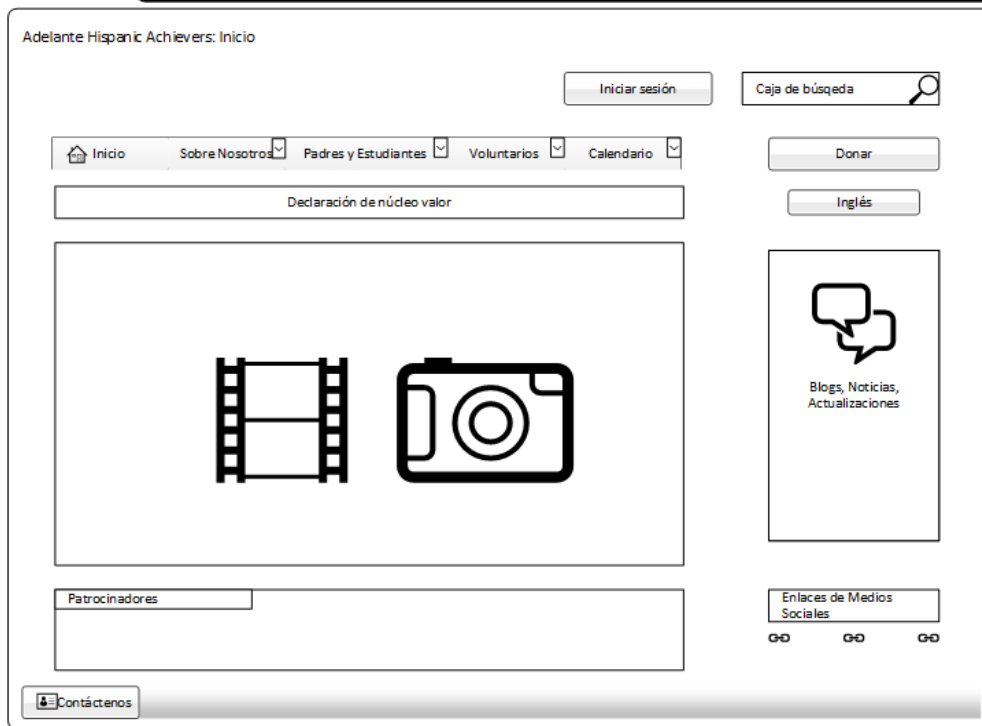 Adelante Hispanic Achievers: Inicio
Iniciar sesión
Caja de búsqeda
Inicio
Sobre Nosotros
Padres y Estudiantes
Voluntarios
Calendario
Donar
Declaración de núcleo valor
Inglés
Blogs, Noticias,
Actualizaciones
Patrocinadores
Enlaces de Medios
Sociales
Contáctenos